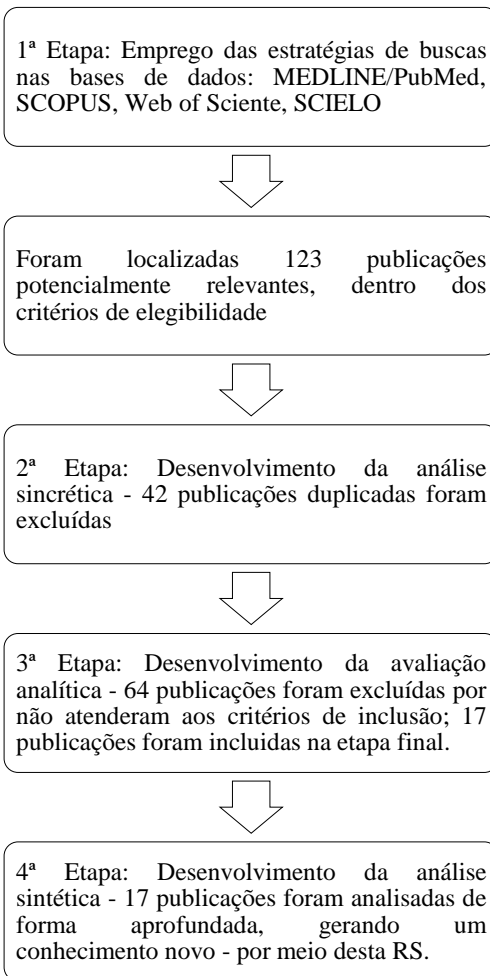 1ª Etapa: Emprego das estratégias de buscas
nas bases de dados: MEDLINE/PubMed,
SCOPUS, Web of Sciente, SCIELO
Foram localizadas 123 publicações
potencialmente relevantes, dentro dos
critérios de elegibilidade
2ª Etapa: Desenvolvimento da análise
sincrética - 42 publicações duplicadas foram
excluídas
3ª Etapa: Desenvolvimento da avaliação
analítica - 64 publicações foram excluídas por
não atenderam aos critérios de inclusão; 17
publicações foram incluidas na etapa final.
4ª Etapa: Desenvolvimento da análise
sintética - 17 publicações foram analisadas de
forma aprofundada, gerando um
conhecimento novo - por meio desta RS.